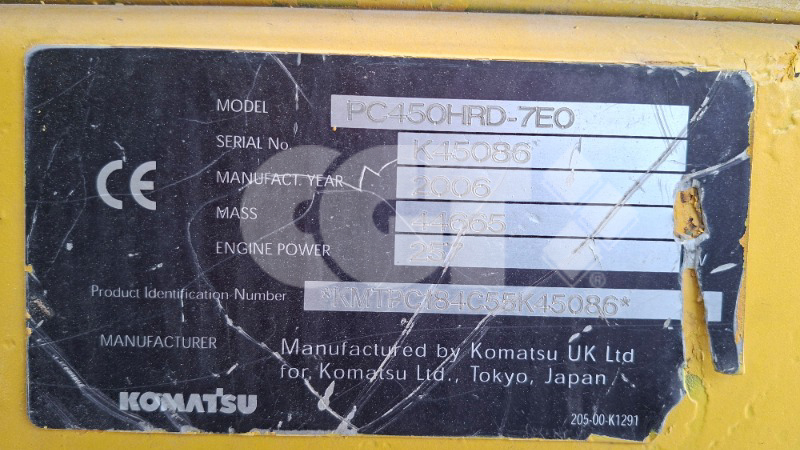 MODEL PC450HRD-7E0
SERIAL No. K45086
MANUFACT. YEAR 2006
MASS 44665
ENGINE POWER
CE
Product Identification Number *KMTPC184C55K45086*
MANUFACTURER Manufactured by Komatsu UK Ltd
for Komatsu Ltd., Tokyo, Japan
KOMATSU
205-00-K1291